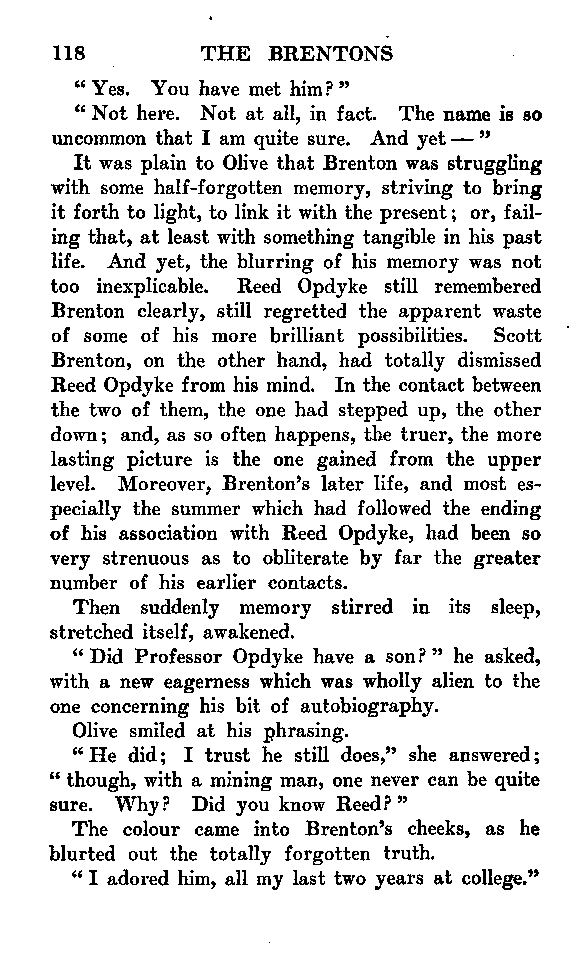 118 THE BRENTONS
“Yes. You have met him?”
“Not here. Not at all, in fact. The name is so
uncommon that I am quite sure. And yet—”
It was plain to Olive that Brenton was struggling
with some half-forgotten memory, striving to bring
it forth to light, to link it with the present; or, fail-
ing that, at least with something tangible in his past
life. And yet, the blurring of his memory was not
too inexplicable. Reed Opdyke still remembered
Brenton clearly, still regretted the apparent waste
of some of his more brilliant possibilities. Scott
Brenton, on the other hand, had totally dismissed
Reed Opdyke from his mind. In the contact between
the two of them, the one had stepped up, the other
down; and, as so often happens, the truer, the more
lasting picture is the one gained from the upper
level. Moreover, Brenton’s later life, and most es-
pecially the summer which had followed the ending
of his association with Reed Opdyke, had been so
very strenuous as to obliterate by far the greater
number of his earlier contacts.
Then suddenly memory stirred in its sleep,
stretched itself, awakened.
“Did Professor Opdyke have a son?” he asked,
with a new eagerness which was wholly alien to the
one concerning his bit of autobiography.
Olive smiled at his phrasing.
“He did; I trust he still does,” she answered;
“though, with a mining man, one never can be quite
sure. Why? Did you know Reed?”
The colour came into Brenton’s cheeks, as he
blurted out the totally forgotten truth.
“I adored him, all my last two years at college.”